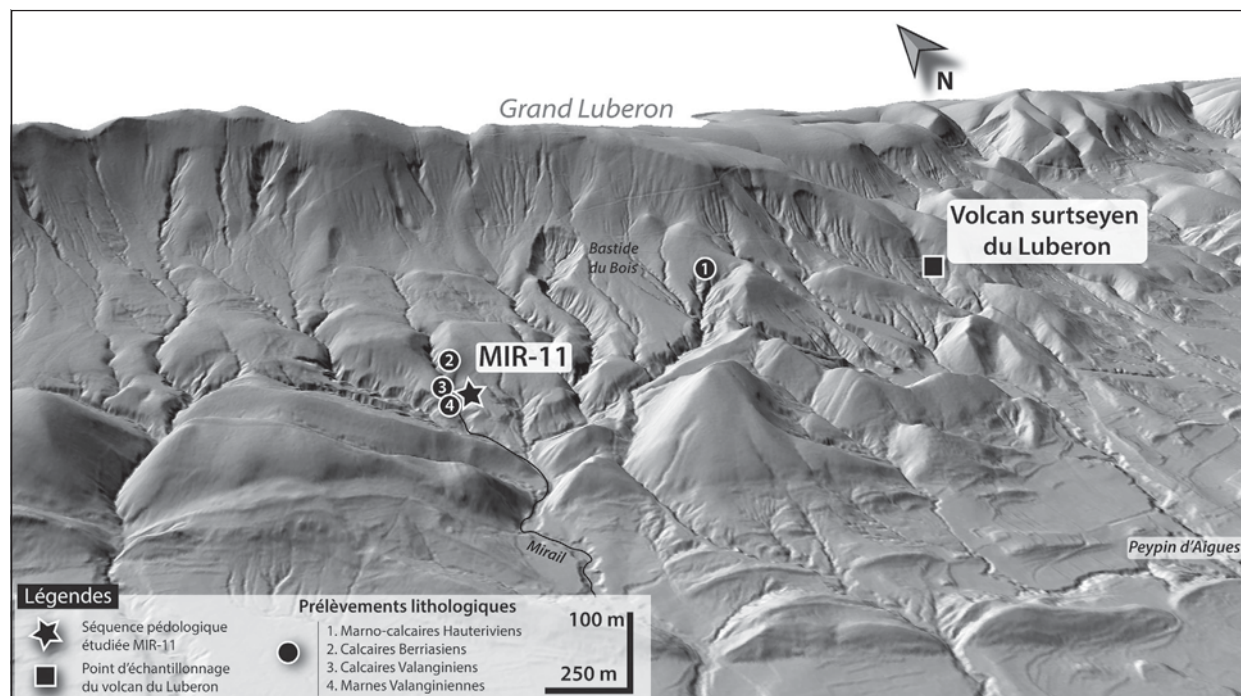 N
Grand Luberon
Volcan surtseyen
du Luberon
Bastide
du Bois
1
2
MIR-11
3
4
Mirail
Peypin d'Aigues
Légendes
Séquence pédologique
étudiée MIR-11
Point d'échantillonnage
du volcan du Luberon
Prélèvements lithologiques
1. Marno-calcaires Hauteriviens
2. Calcaires Berriasiens
3. Calcaires Valanginiens
4. Marnes Valanginiennes
100 m
250 m